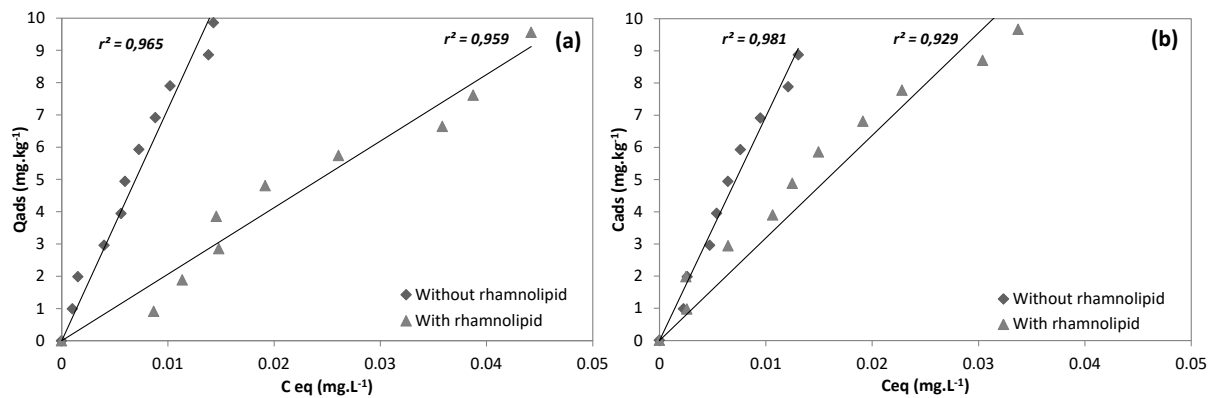 10
9
8
7
6
5
4
3
2
1
0
Qads (mg.kg⁻¹)
r² = 0,965
r² = 0,959
(a)
Without rhamnolipid
With rhamnolipid
0
0.01
0.02
0.03
0.04
0.05
C eq (mg.L⁻¹)
10
9
8
7
6
5
4
3
2
1
0
Cads (mg.kg⁻¹)
r² = 0,981
r² = 0,929
(b)
Without rhamnolipid
With rhamnolipid
0
0.01
0.02
0.03
0.04
0.05
Ceq (mg.L⁻¹)